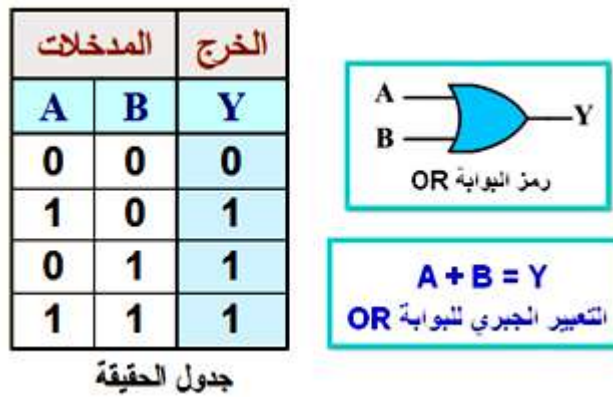 المدخلات الخرج
A B Y
0 0 0
1 0 1
0 1 1
1 1 1
جدول الحقيقة
A
B
Y
رمز البوابة OR
A + B = Y
التعبير الجبري للبوابة OR